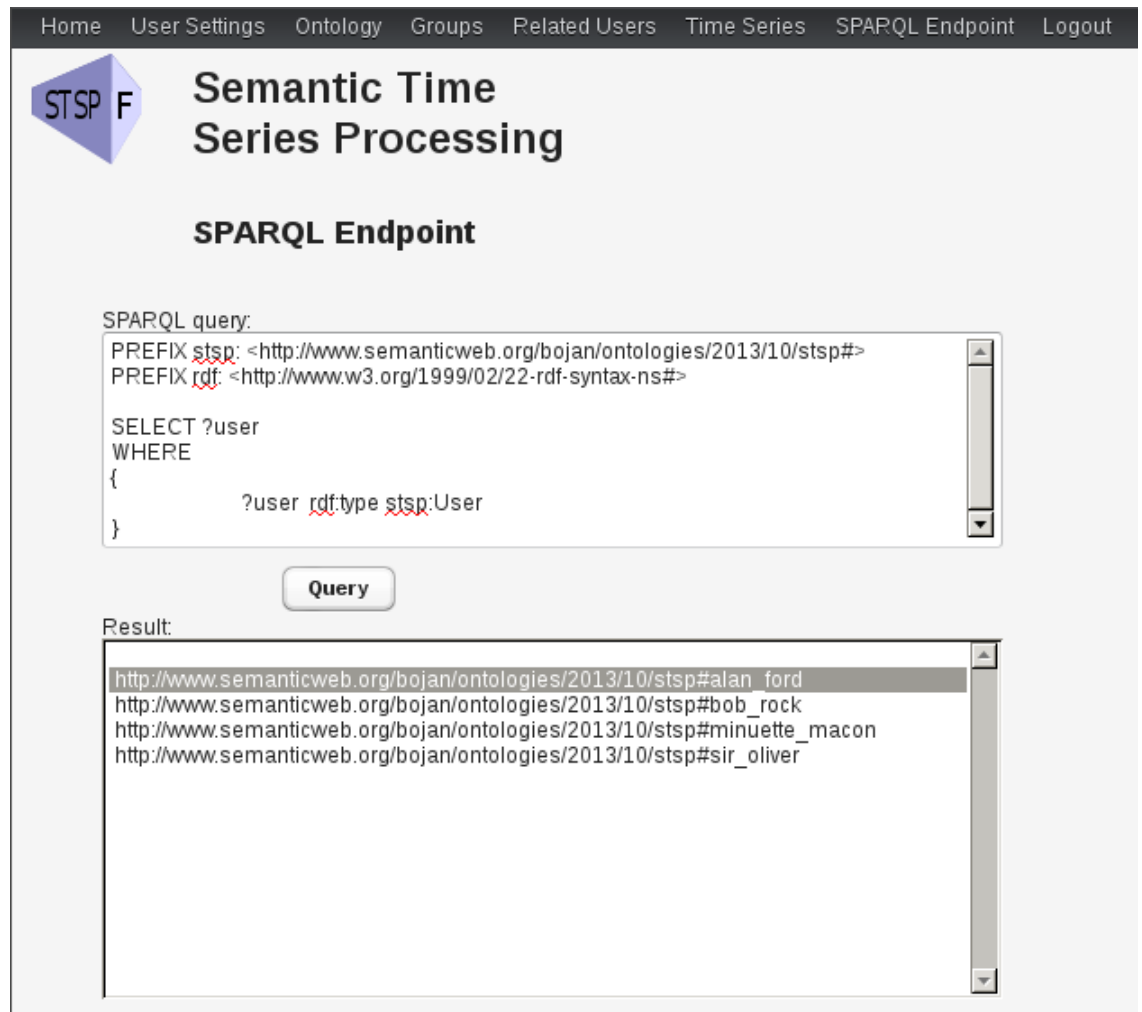 Home User Settings Ontology Groups Related Users Time Series SPARQL Endpoint Logout
STSP F
Semantic Time
Series Processing
SPARQL Endpoint
SPARQL query:
PREFIX stsp: <http://www.semanticweb.org/bojan/ontologies/2013/10/stsp#>
PREFIX rdf: <http://www.w3.org/1999/02/22-rdf-syntax-ns#>
SELECT ?user
WHERE
{
?user rdf:type stsp:User
}
Query
Result:
http://www.semanticweb.org/bojan/ontologies/2013/10/stsp#alan_ford
http://www.semanticweb.org/bojan/ontologies/2013/10/stsp#bob_rock
http://www.semanticweb.org/bojan/ontologies/2013/10/stsp#minuette_macon
http://www.semanticweb.org/bojan/ontologies/2013/10/stsp#sir_oliver